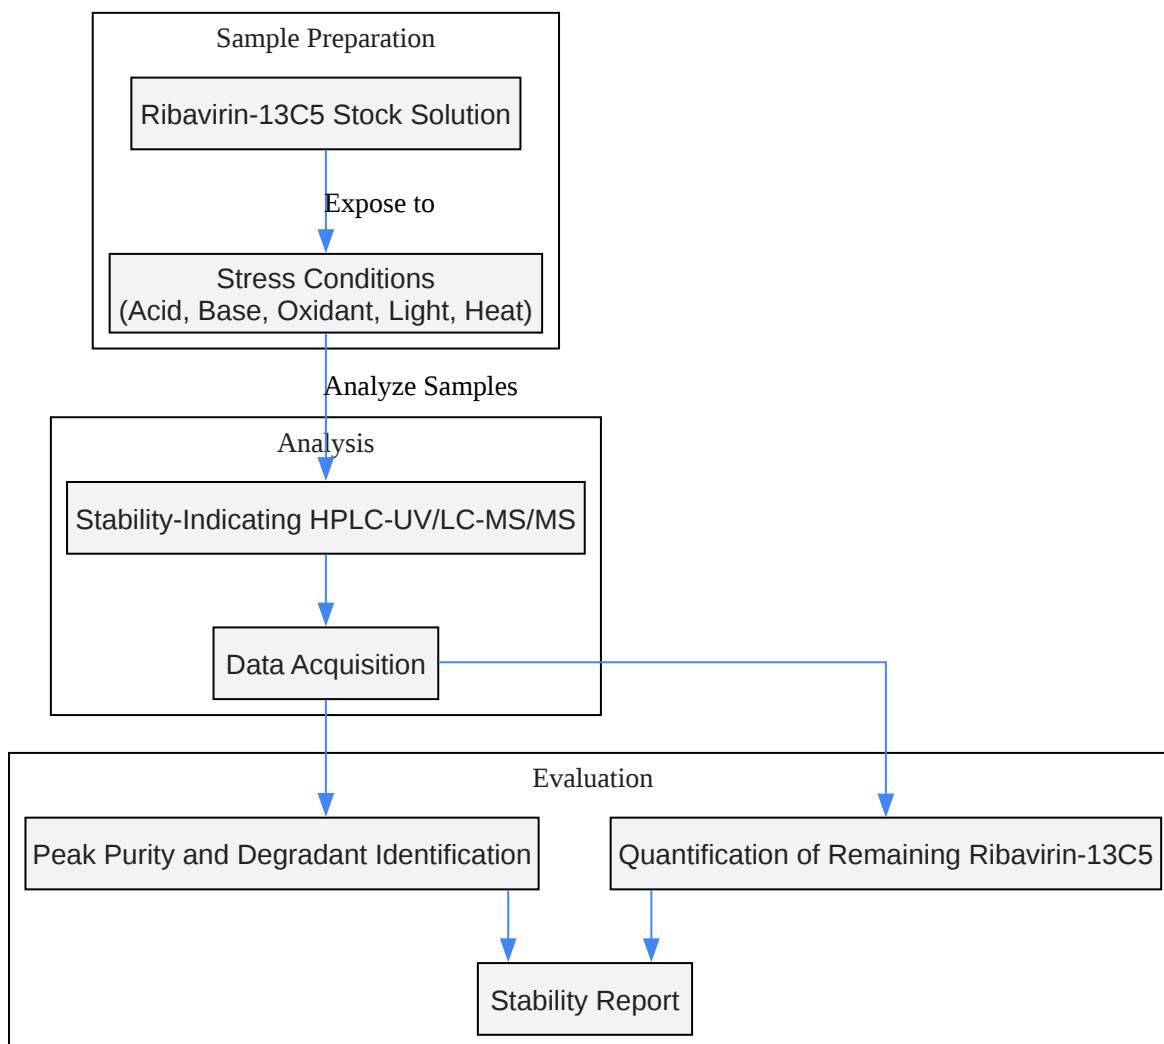 Sample Preparation
Ribavirin-13C5 Stock Solution
Expose to
Stress Conditions
(Acid, Base, Oxidant, Light, Heat)
Analyze Samples
Analysis
Stability-Indicating HPLC-UV/LC-MS/MS
Data Acquisition
Evaluation
Peak Purity and Degradant Identification
Quantification of Remaining Ribavirin-13C5
Stability Report